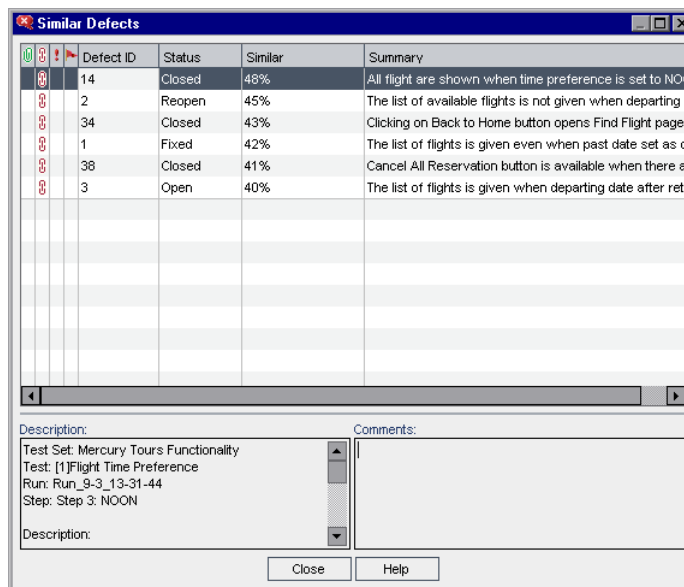 Similar Defects
Defect ID Status Similar Summary
14 Closed 48% All flight are shown when time preference is set to NOO
2 Reopen 45% The list of available flights is not given when departing
34 Closed 43% Clicking on Back to Home button opens Find Flight page
1 Fixed 42% The list of flights is given even when past date set as
38 Closed 41% Cancel All Reservation button is available when there a
3 Open 40% The list of flights is given when departing date after ret
Description: Comments:
Test Set: Mercury Tours Functionality
Test: [1]Flight Time Preference
Run: Run_9-3_13-31-44
Step: Step 3: NOON
Description:
Close Help